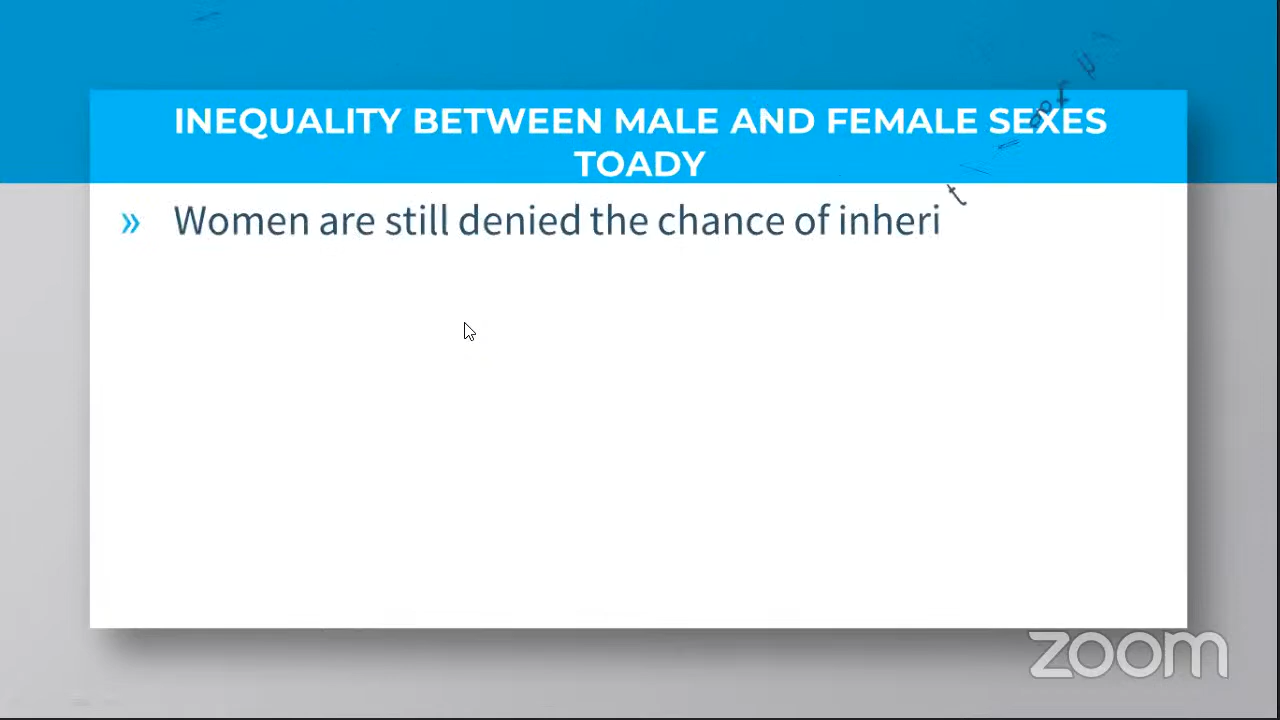 INEQUALITY BETWEEN MALE AND FEMALE SEXES
TOADY
» Women are still denied the chance of inheri
zoom